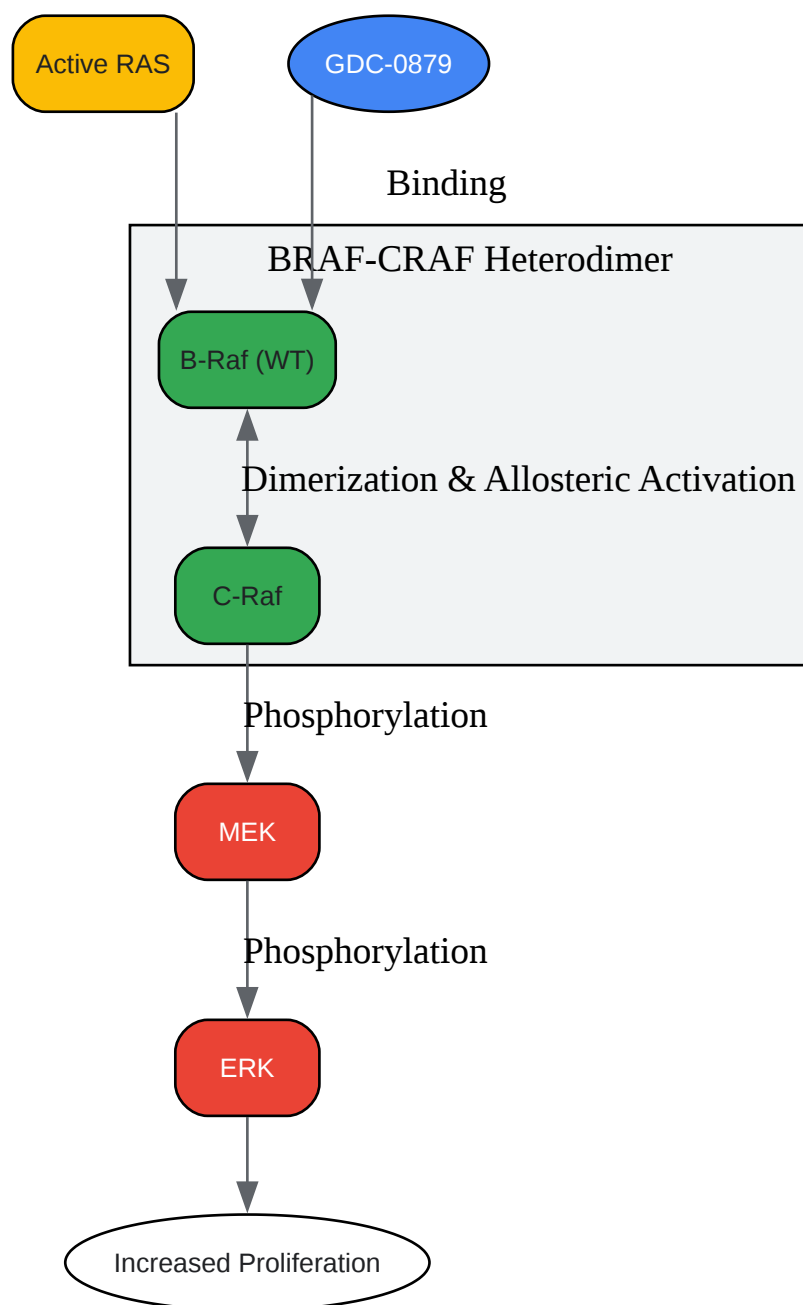 Active RAS
GDC-0879
Binding
BRAF-CRAF Heterodimer
B-Raf (WT)
Dimerization & Allosteric Activation
C-Raf
Phosphorylation
MEK
Phosphorylation
ERK
Increased Proliferation